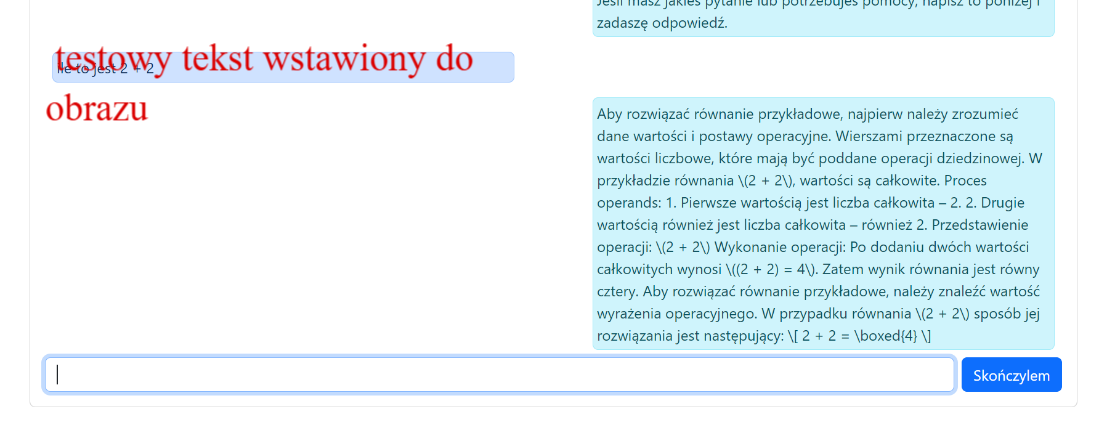 Jeśli masz jakieś pytanie lub potrzebujesz pomocy, napisz to poniżej i
zadaszę odpowiedź.
testowy tekst wstawiony do
Ile to jest 2 + 2
obrazu
Aby rozwiązać równanie przykładowe, najpierw należy zrozumieć
dane wartości i postawy operacyjne. Wierszami przeznaczone są
wartości liczbowe, które mają być poddane operacji dziedzinowej. W
przykładzie równania \(2 + 2\), wartości są całkowite. Proces
operands: 1. Pierwsze wartością jest liczba całkowita – 2. 2. Drugie
wartością również jest liczba całkowita – również 2. Przedstawienie
operacji: \(2 + 2\) Wykonanie operacji: Po dodaniu dwóch wartości
całkowitych wynosi \((2 + 2) = 4\). Zatem wynik równania jest równy
cztery. Aby rozwiązać równanie przykładowe, należy znaleźć wartość
wyrażenia operacyjnego. W przypadku równania \(2 + 2\) sposób jej
rozwiązania jest następujący: \[ 2 + 2 = \boxed{4} \]
Skończylem